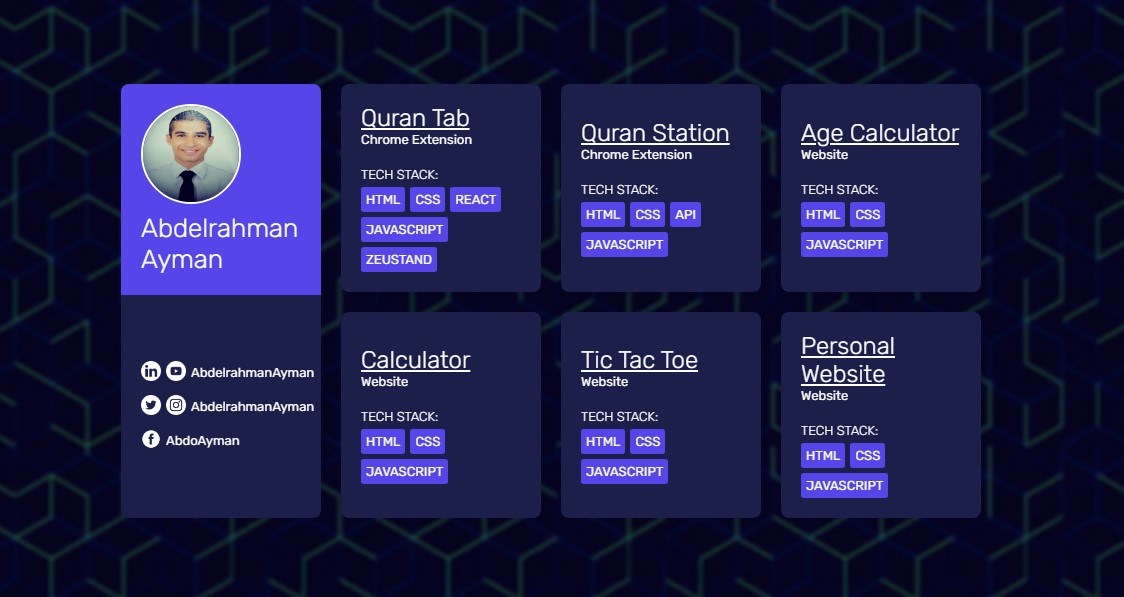 Abdelrahman
Ayman
AbdelrahmanAyman
AbdelrahmanAyman
AbdoAyman
Quran Tab
Chrome Extension
TECH STACK:
HTML CSS REACT
JAVASCRIPT
ZEUSTAND
Quran Station
Chrome Extension
TECH STACK:
HTML CSS API
JAVASCRIPT
Age Calculator
Website
TECH STACK:
HTML CSS
JAVASCRIPT
Calculator
Website
TECH STACK:
HTML CSS
JAVASCRIPT
Tic Tac Toe
Website
TECH STACK:
HTML CSS
JAVASCRIPT
Personal
Website
Website
TECH STACK:
HTML CSS
JAVASCRIPT